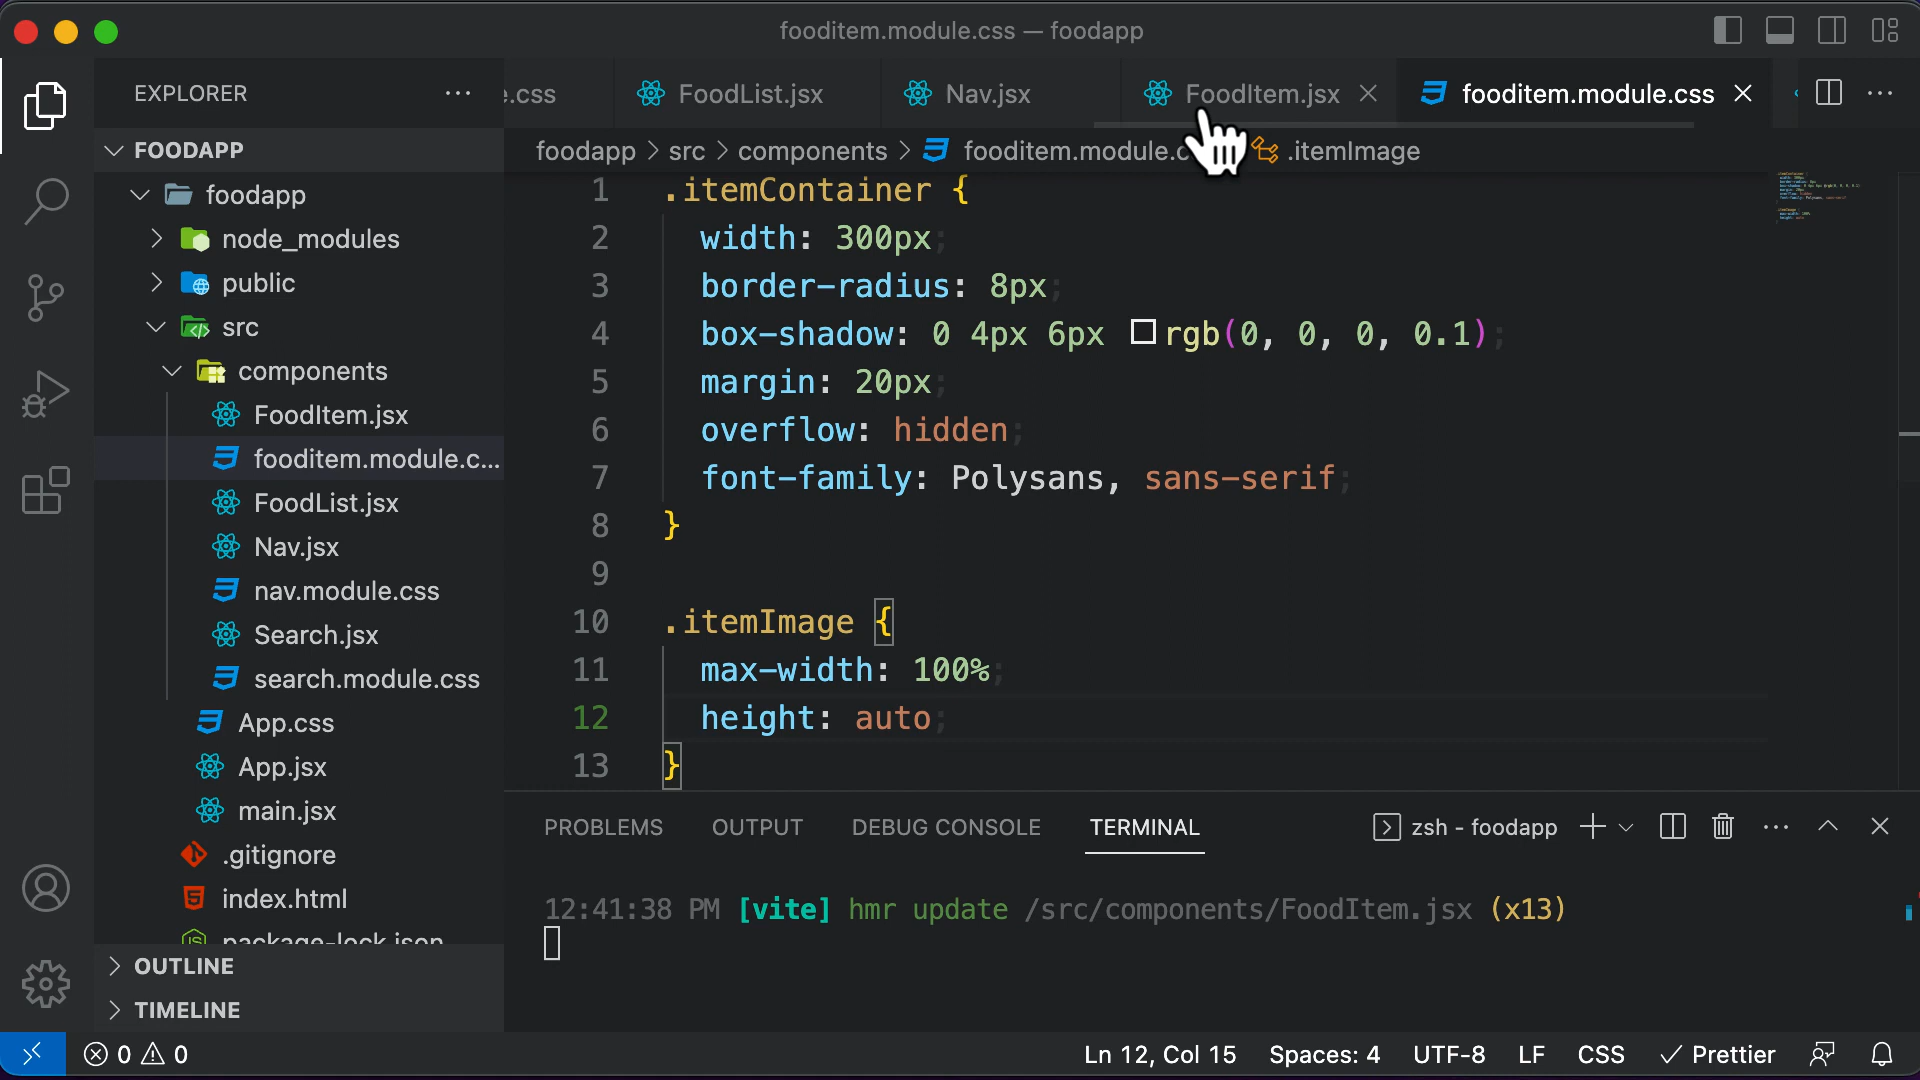 fooditem.module.css — foodapp
EXPLORER
e.css
FoodList.jsx
Nav.jsx
FoodItem.jsx
fooditem.module.css
FOODAPP
foodapp
node_modules
public
src
components
FoodItem.jsx
fooditem.module.c...
FoodList.jsx
Nav.jsx
nav.module.css
Search.jsx
search.module.css
App.css
App.jsx
main.jsx
.gitignore
index.html
package-lock.json
OUTLINE
TIMELINE
foodapp > src > components > fooditem.module.c .itemImage
1 .itemContainer {
2 width: 300px;
3 border-radius: 8px;
4 box-shadow: 0 4px 6px rgb(0, 0, 0, 0.1);
5 margin: 20px;
6 overflow: hidden;
7 font-family: Polysans, sans-serif;
8 }
9
10 .itemImage {
11 max-width: 100%;
12 height: auto;
13 }
PROBLEMS OUTPUT DEBUG CONSOLE TERMINAL
zsh - foodapp
12:41:38 PM [vite] hmr update /src/components/FoodItem.jsx (x13)
0 0
Ln 12, Col 15 Spaces: 4 UTF-8 LF CSS Prettier